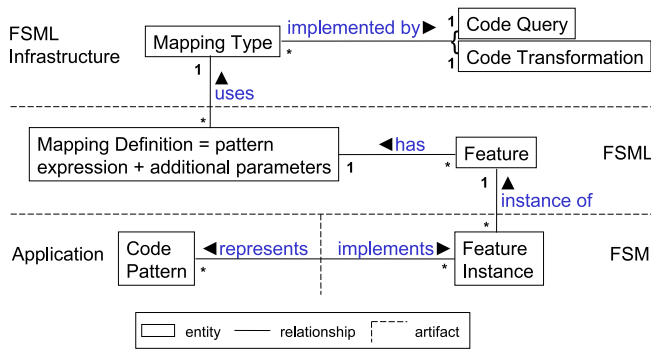 FSML
Infrastructure
Mapping Type
implemented by
1
Code Query
*
1
Code Transformation
1
uses
*
Mapping Definition = pattern
expression + additional parameters
has
1
*
Feature
FSML
1
instance of
*
Application
Code
Pattern
*
represents
implements
*
Feature
Instance
FSM
entity
relationship
artifact